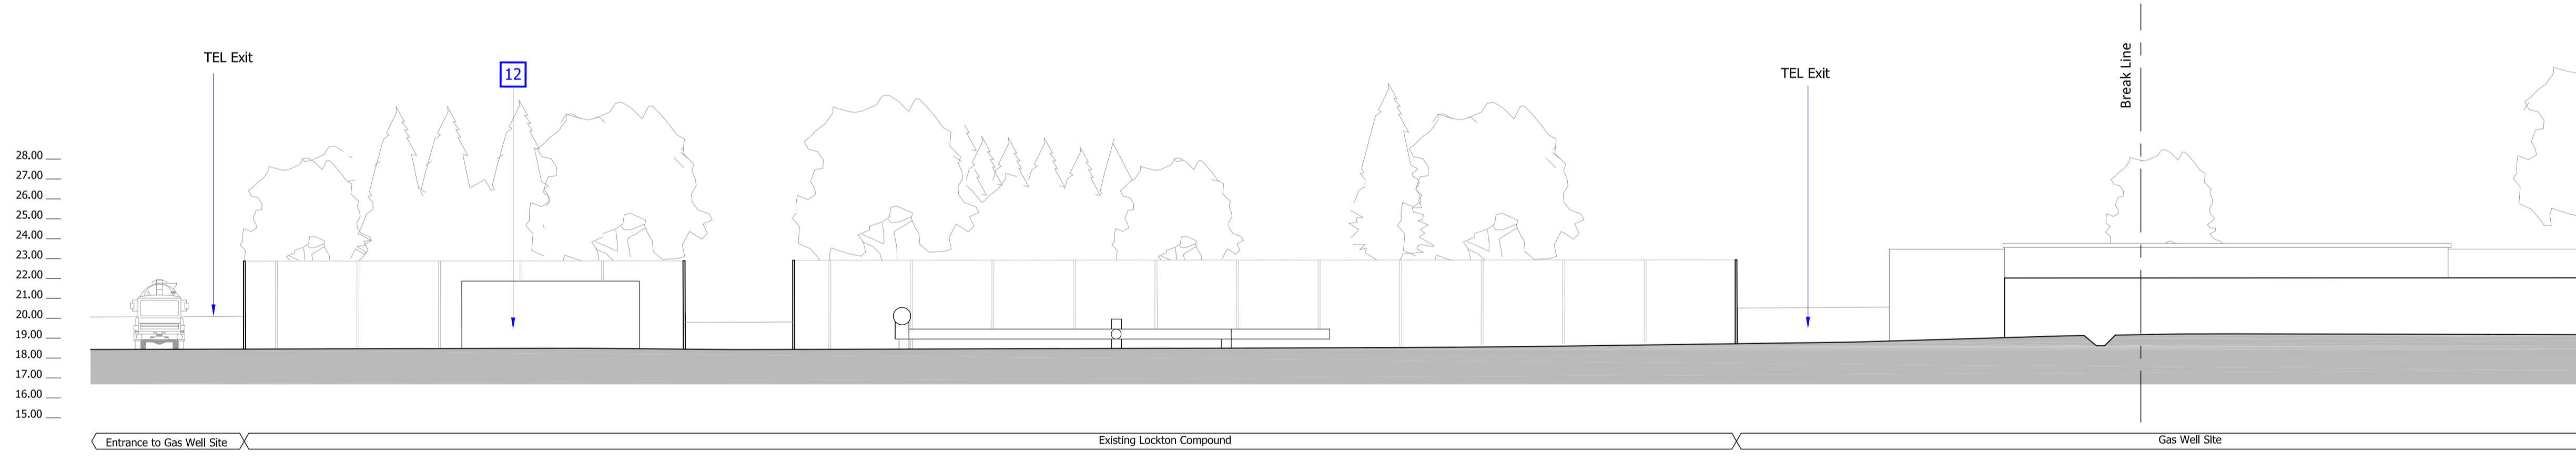 TEL Exit
12
TEL Exit
Break Line
28.00
27.00
26.00
25.00
24.00
23.00
22.00
21.00
20.00
19.00
18.00
17.00
16.00
15.00
Entrance to Gas Well Site
Existing Lockton Compound
Gas Well Site